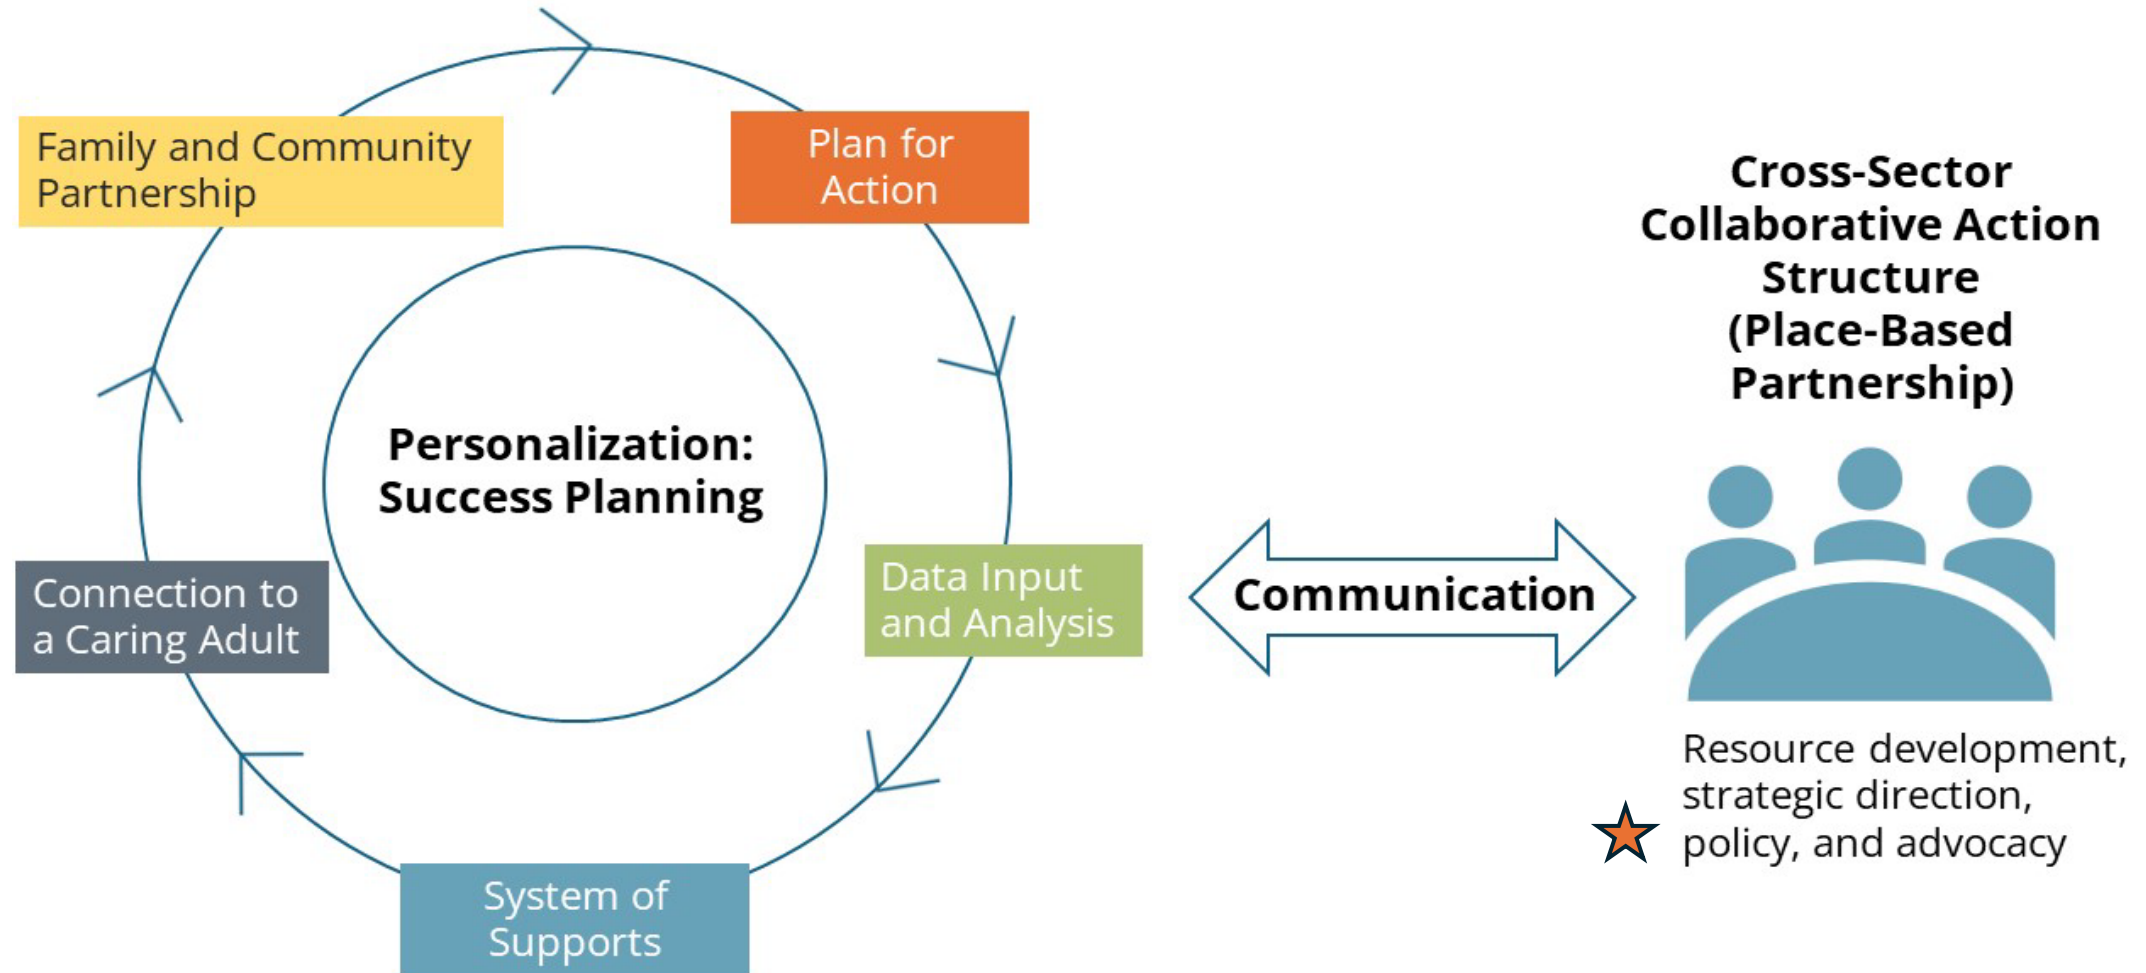 Family and Community
Partnership
Plan for
Action
Personalization:
Success Planning
Connection to
a Caring Adult
Data Input
and Analysis
System of
Supports
Communication
Cross-Sector
Collaborative Action
Structure
(Place-Based
Partnership)
Resource development,
strategic direction,
policy, and advocacy